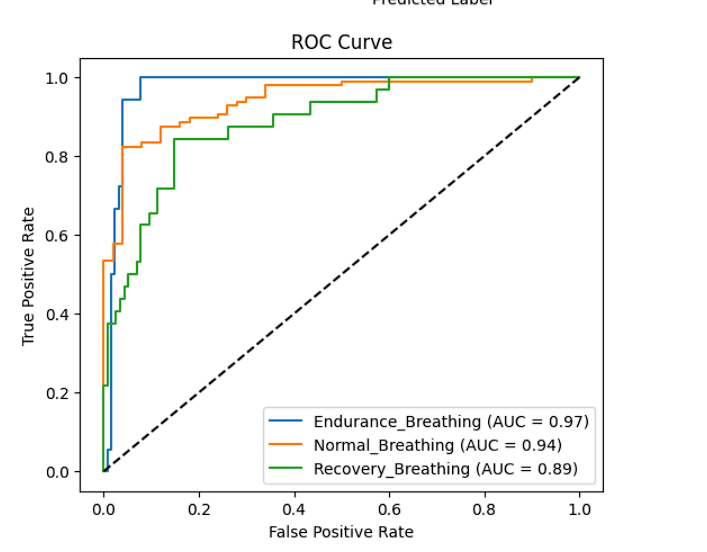 Predicted Label
ROC Curve
1.0
0.8
0.6
0.4
0.2
0.0
True Positive Rate
Endurance_Breathing (AUC = 0.97)
Normal_Breathing (AUC = 0.94)
Recovery_Breathing (AUC = 0.89)
0.0 0.2 0.4 0.6 0.8 1.0
False Positive Rate